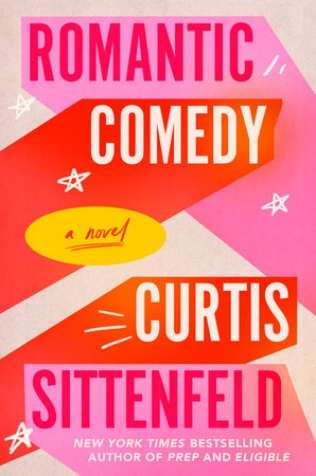 ROMANTIC
COMEDY
a novel
CURTIS
SITTENFELD
NEW YORK TIMES BESTSELLING
AUTHOR OF PREP AND ELIGIBLE